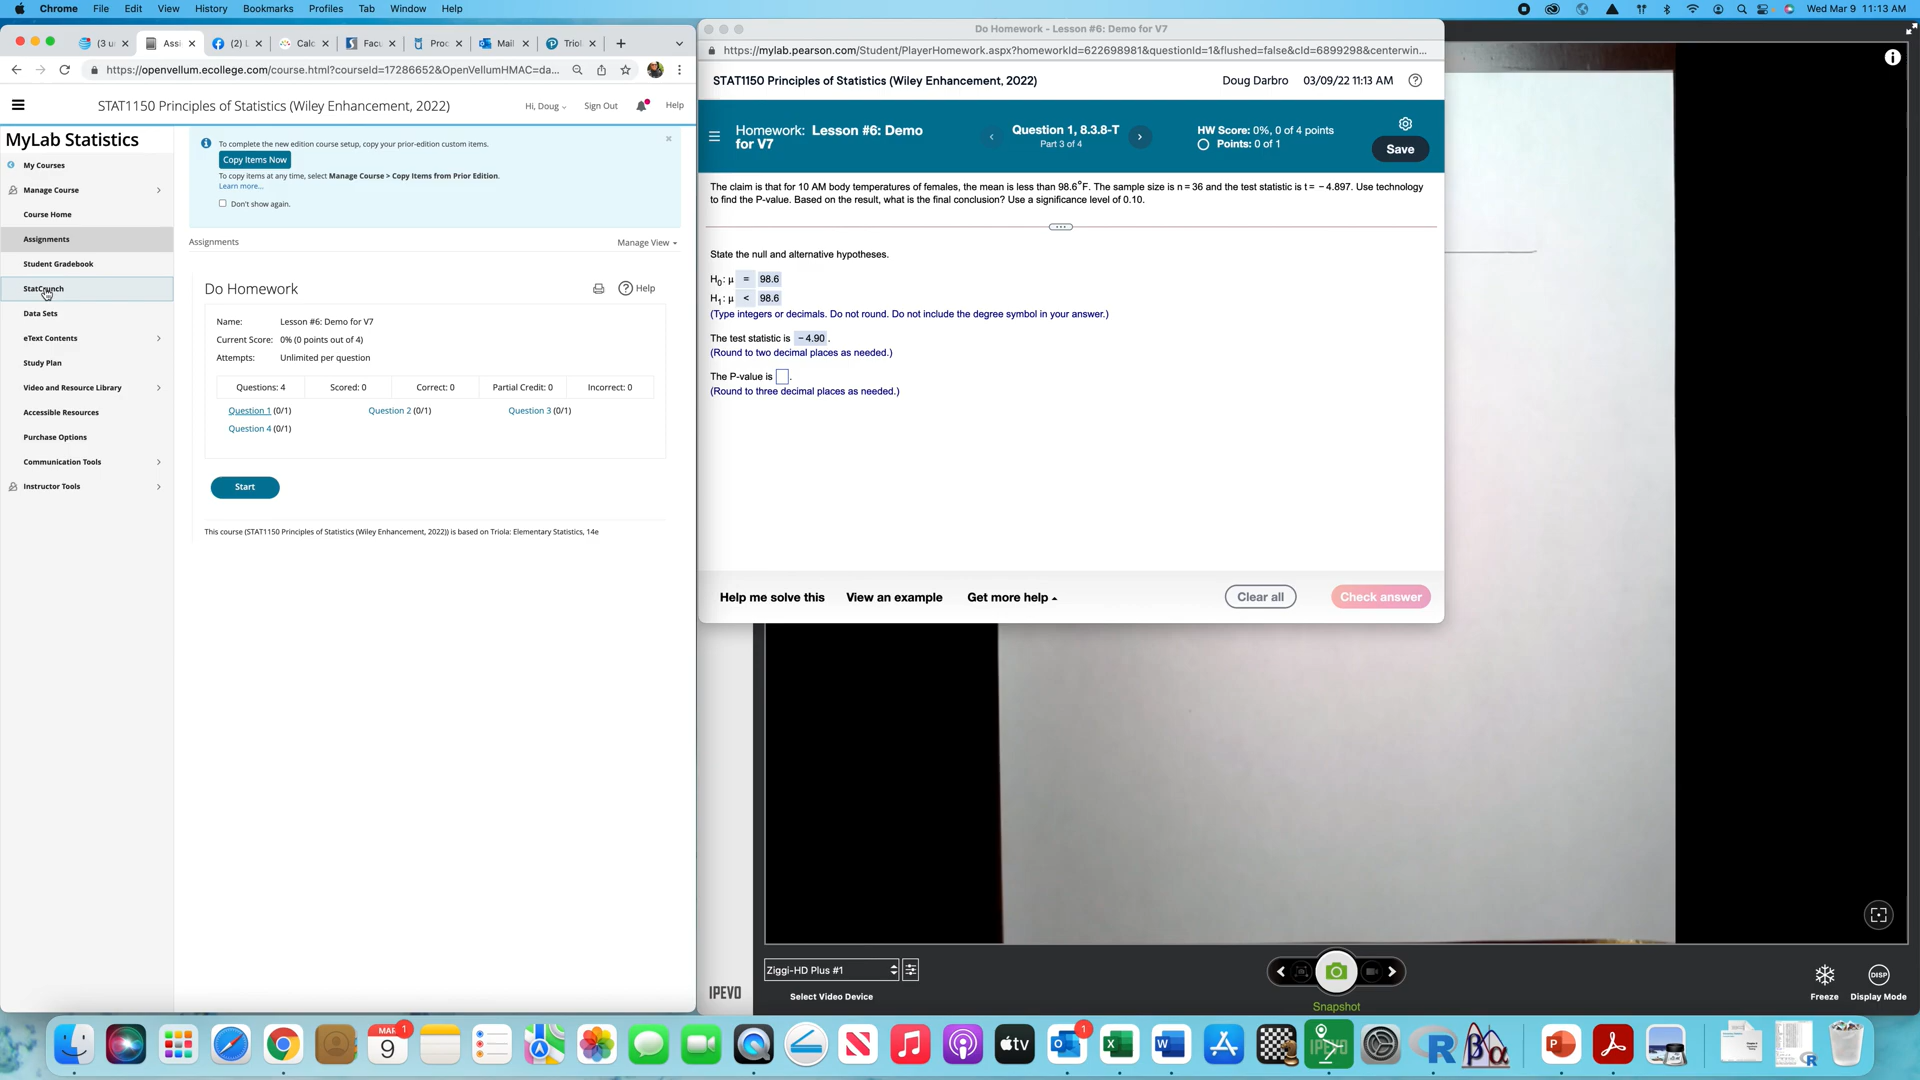 Chrome File Edit View History Bookmarks Profiles Tab Window Help
Wed Mar 9 11:13 AM
(3 u
Assi
(2) L
Calc
Facu
Proc
Mail
Triol
https://openvellum.ecollege.com/course.html?courseId=17286652&OpenVellumHMAC=da...
STAT1150 Principles of Statistics (Wiley Enhancement, 2022)
Hi, Doug
Sign Out
Help
MyLab Statistics
My Courses
Manage Course
Course Home
Assignments
Student Gradebook
StatCrunch
Data Sets
eText Contents
Study Plan
Video and Resource Library
Accessible Resources
Purchase Options
Communication Tools
Instructor Tools
To complete the new edition course setup, copy your prior-edition custom items.
Copy Items Now
To copy items at any time, select Manage Course > Copy Items from Prior Edition.
Learn more...
Don't show again.
Assignments
Manage View
Do Homework
Help
Name: Lesson #6: Demo for V7
Current Score: 0% (0 points out of 4)
Attempts: Unlimited per question
Questions: 4 Scored: 0 Correct: 0 Partial Credit: 0 Incorrect: 0
Question 1 (0/1) Question 2 (0/1) Question 3 (0/1)
Question 4 (0/1)
Start
This course (STAT1150 Principles of Statistics (Wiley Enhancement, 2022)) is based on Triola: Elementary Statistics, 14e
Do Homework - Lesson #6: Demo for V7
https://mylab.pearson.com/Student/PlayerHomework.aspx?homeworkId=622698981&questionId=1&flushed=false&cId=6899298&centerwin...
STAT1150 Principles of Statistics (Wiley Enhancement, 2022)
Doug Darbro 03/09/22 11:13 AM
Homework: Lesson #6: Demo
for V7
Question 1, 8.3.8-T
Part 3 of 4
HW Score: 0%, 0 of 4 points
Points: 0 of 1
Save
The claim is that for 10 AM body temperatures of females, the mean is less than 98.6°F. The sample size is n = 36 and the test statistic is t = −4.897. Use technology
to find the P-value. Based on the result, what is the final conclusion? Use a significance level of 0.10.
State the null and alternative hypotheses.
H0: μ = 98.6
H1: μ < 98.6
(Type integers or decimals. Do not round. Do not include the degree symbol in your answer.)
The test statistic is −4.90.
(Round to two decimal places as needed.)
The P-value is .
(Round to three decimal places as needed.)
Help me solve this
View an example
Get more help
Clear all
Check answer
IPEVO
Ziggi-HD Plus #1
Select Video Device
Snapshot
Freeze
DISP
Display Mode
MAR
9
1
tv
1
IPEVO
R
βα